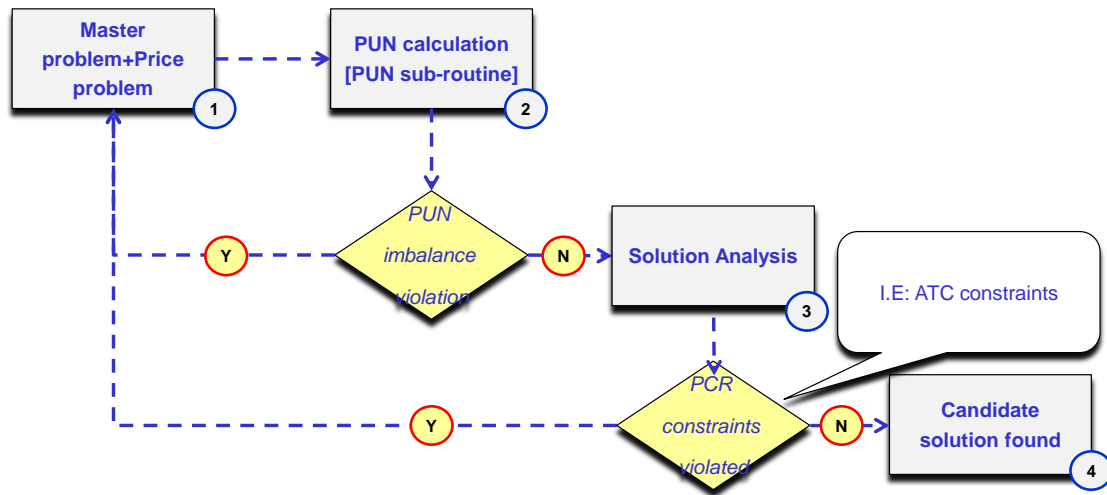 Master
problem+Price
problem
1
PUN calculation
[PUN sub-routine]
2
PUN
imbalance
violation
Y
N
Solution Analysis
3
I.E: ATC constraints
PCR
constraints
violated
Y
N
Candidate
solution found
4